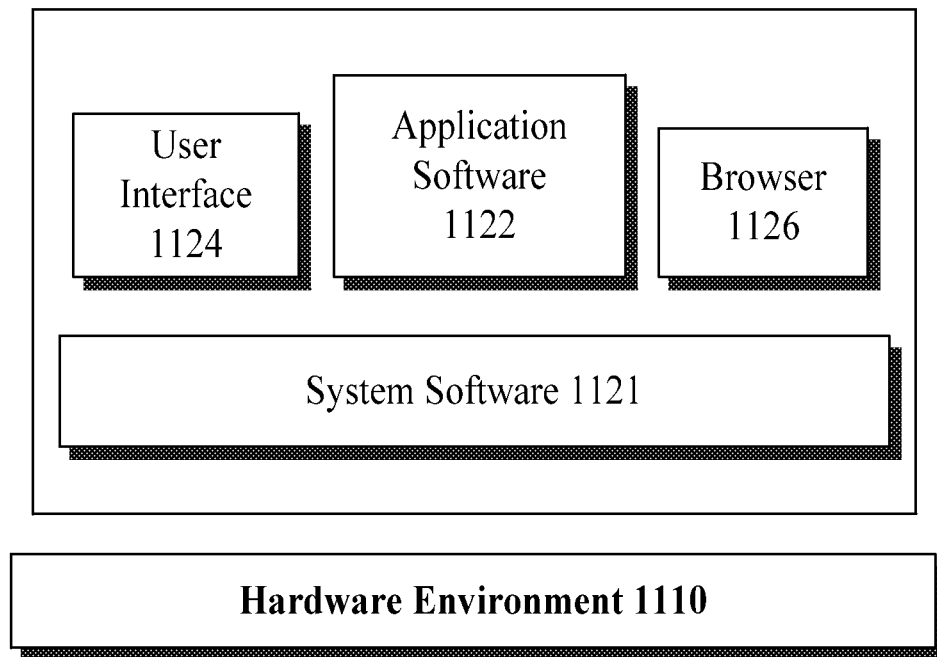 User
Interface
1124
Application
Software
1122
Browser
1126
System Software 1121
Hardware Environment 1110